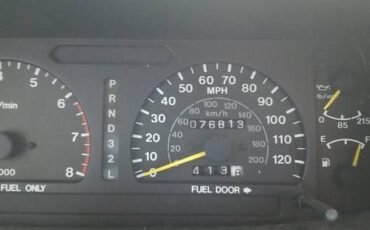 4 5 6 7 8
/min
000
FUEL ONLY
P
R
N
D
3
2
L
0 10 20 30 40 50 60 70 80 90 100 110 120
MPH
20 40 60 80 100 120 140 160 180 200
km/h
076813
413
FUEL DOOR
0 85 215
E F